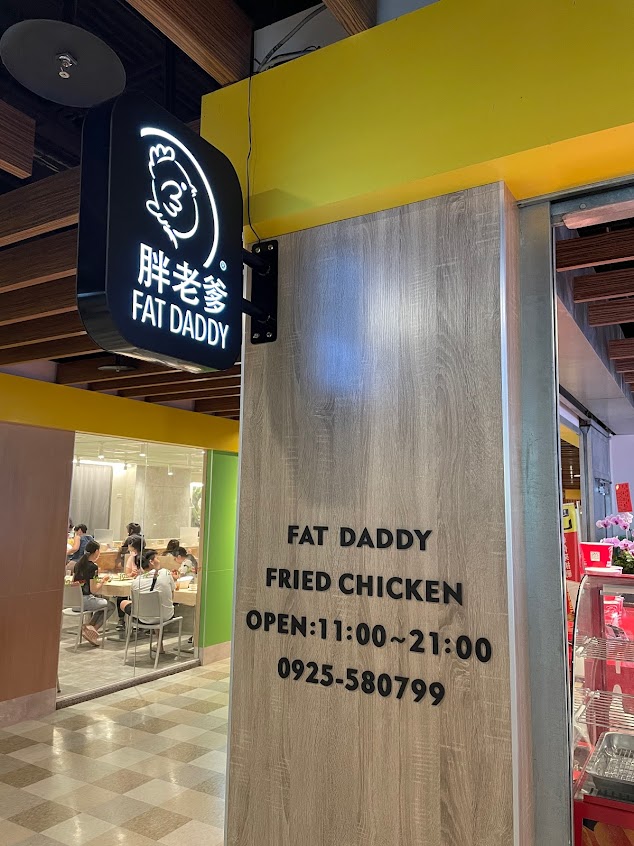 胖老爹
FAT DADDY
FAT DADDY
FRIED CHICKEN
OPEN:11:00~21:00
0925-580799